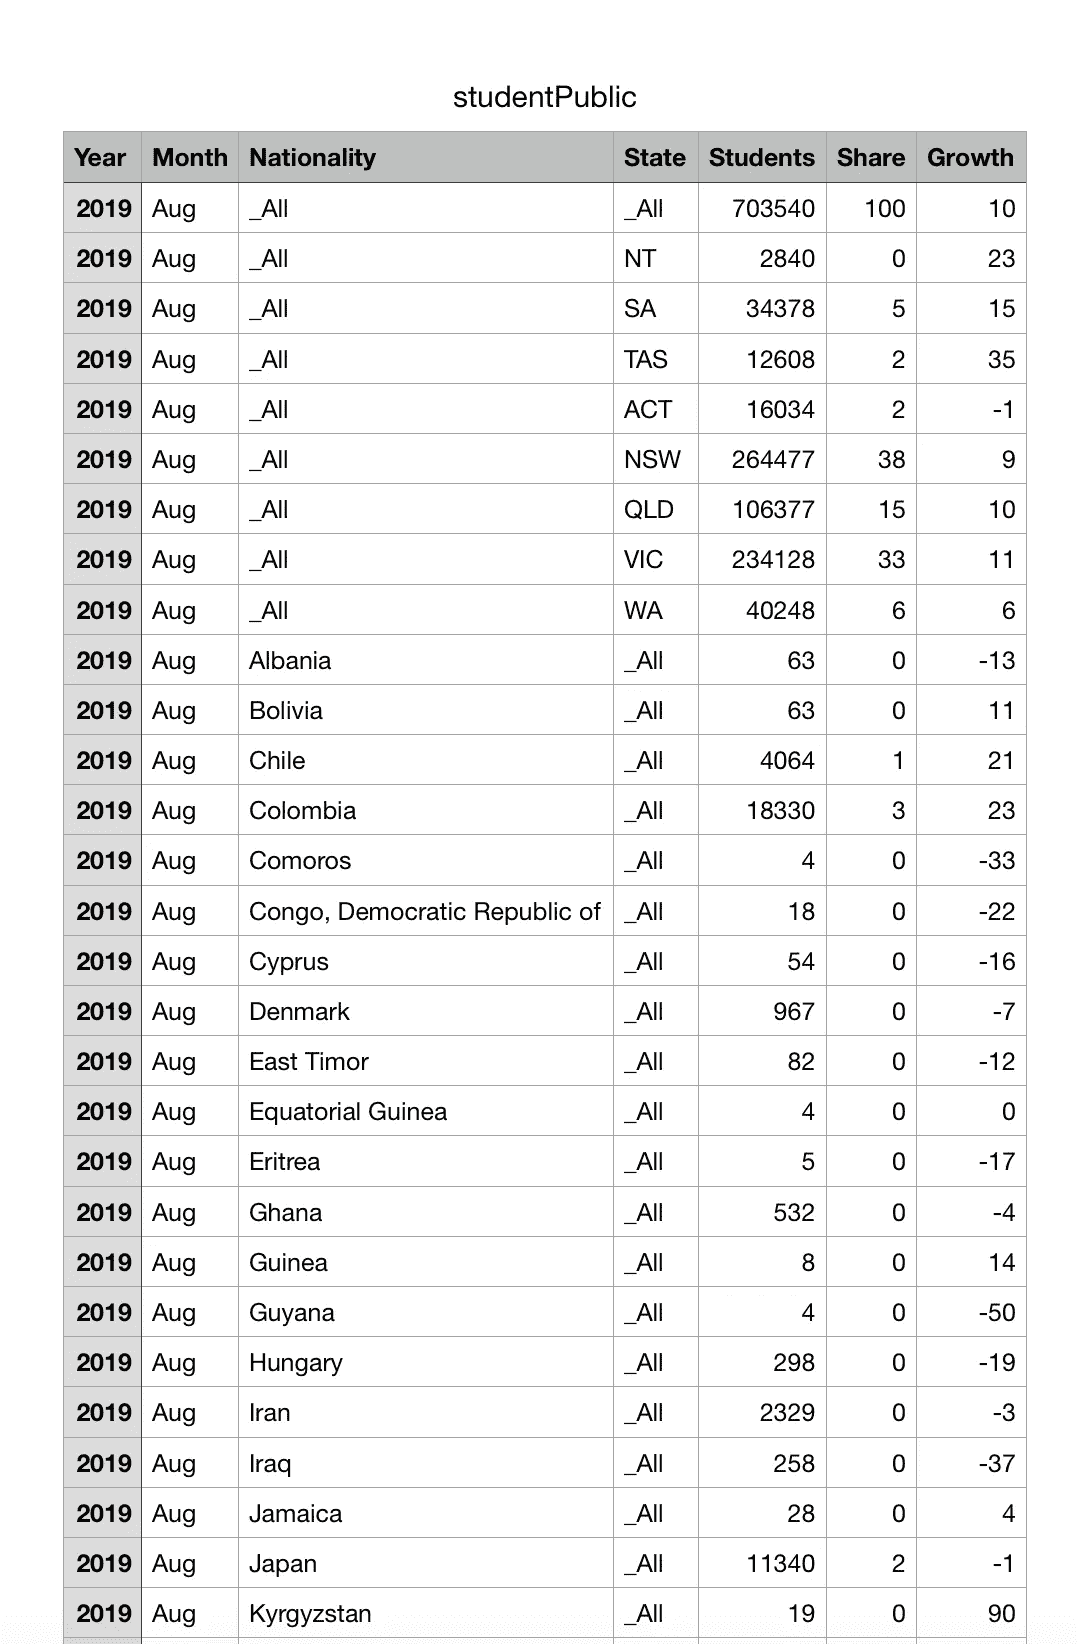 studentPublic
Year Month Nationality State Students Share Growth
2019 Aug _All _All 703540 100 10
2019 Aug _All NT 2840 0 23
2019 Aug _All SA 34378 5 15
2019 Aug _All TAS 12608 2 35
2019 Aug _All ACT 16034 2 -1
2019 Aug _All NSW 264477 38 9
2019 Aug _All QLD 106377 15 10
2019 Aug _All VIC 234128 33 11
2019 Aug _All WA 40248 6 6
2019 Aug Albania _All 63 0 -13
2019 Aug Bolivia _All 63 0 11
2019 Aug Chile _All 4064 1 21
2019 Aug Colombia _All 18330 3 23
2019 Aug Comoros _All 4 0 -33
2019 Aug Congo, Democratic Republic of _All 18 0 -22
2019 Aug Cyprus _All 54 0 -16
2019 Aug Denmark _All 967 0 -7
2019 Aug East Timor _All 82 0 -12
2019 Aug Equatorial Guinea _All 4 0 0
2019 Aug Eritrea _All 5 0 -17
2019 Aug Ghana _All 532 0 -4
2019 Aug Guinea _All 8 0 14
2019 Aug Guyana _All 4 0 -50
2019 Aug Hungary _All 298 0 -19
2019 Aug Iran _All 2329 0 -3
2019 Aug Iraq _All 258 0 -37
2019 Aug Jamaica _All 28 0 4
2019 Aug Japan _All 11340 2 -1
2019 Aug Kyrgyzstan _All 19 0 90